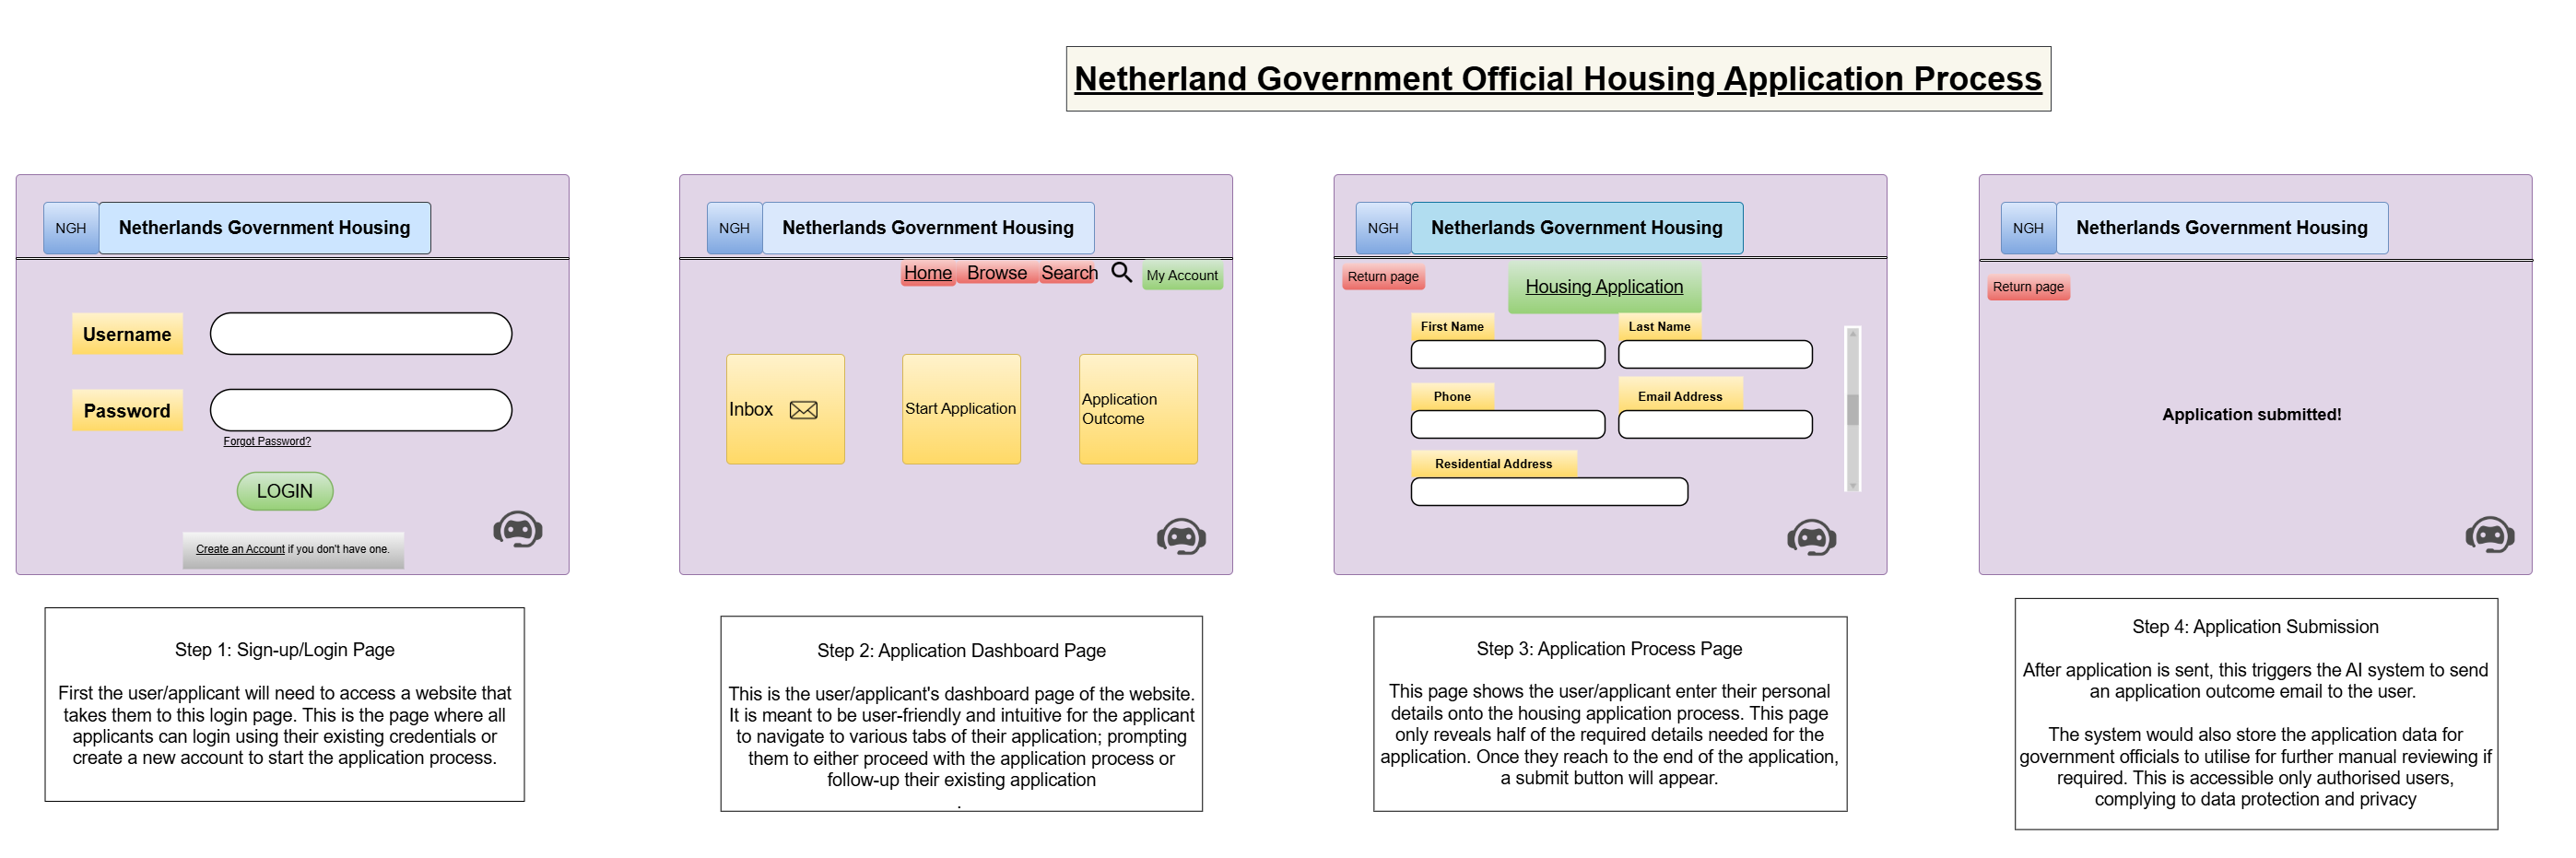 Netherland Government Official Housing Application Process
NGH
Netherlands Government Housing
Username
Password
Forgot Password?
LOGIN
Create an Account if you don't have one.
Step 1: Sign-up/Login Page
First the user/applicant will need to access a website that
takes them to this login page. This is the page where all
applicants can login using their existing credentials or
create a new account to start the application process.
NGH
Netherlands Government Housing
Home Browse Search My Account
Inbox
Start Application
Application
Outcome
Step 2: Application Dashboard Page
This is the user/applicant's dashboard page of the website.
It is meant to be user-friendly and intuitive for the applicant
to navigate to various tabs of their application; prompting
them to either proceed with the application process or
follow-up their existing application
.
NGH
Netherlands Government Housing
Return page
Housing Application
First Name
Last Name
Phone
Email Address
Residential Address
Step 3: Application Process Page
This page shows the user/applicant enter their personal
details onto the housing application process. This page
only reveals half of the required details needed for the
application. Once they reach to the end of the application,
a submit button will appear.
NGH
Netherlands Government Housing
Return page
Application submitted!
Step 4: Application Submission
After application is sent, this triggers the AI system to send
an application outcome email to the user.
The system would also store the application data for
government officials to utilise for further manual reviewing if
required. This is accessible only authorised users,
complying to data protection and privacy